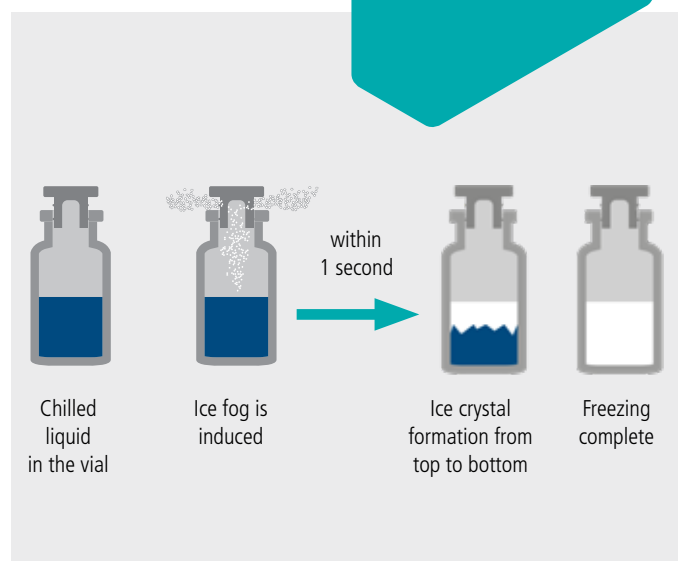 within
1 second
Chilled
liquid
in the vial
Ice fog is
induced
Ice crystal
formation from
top to bottom
Freezing
complete